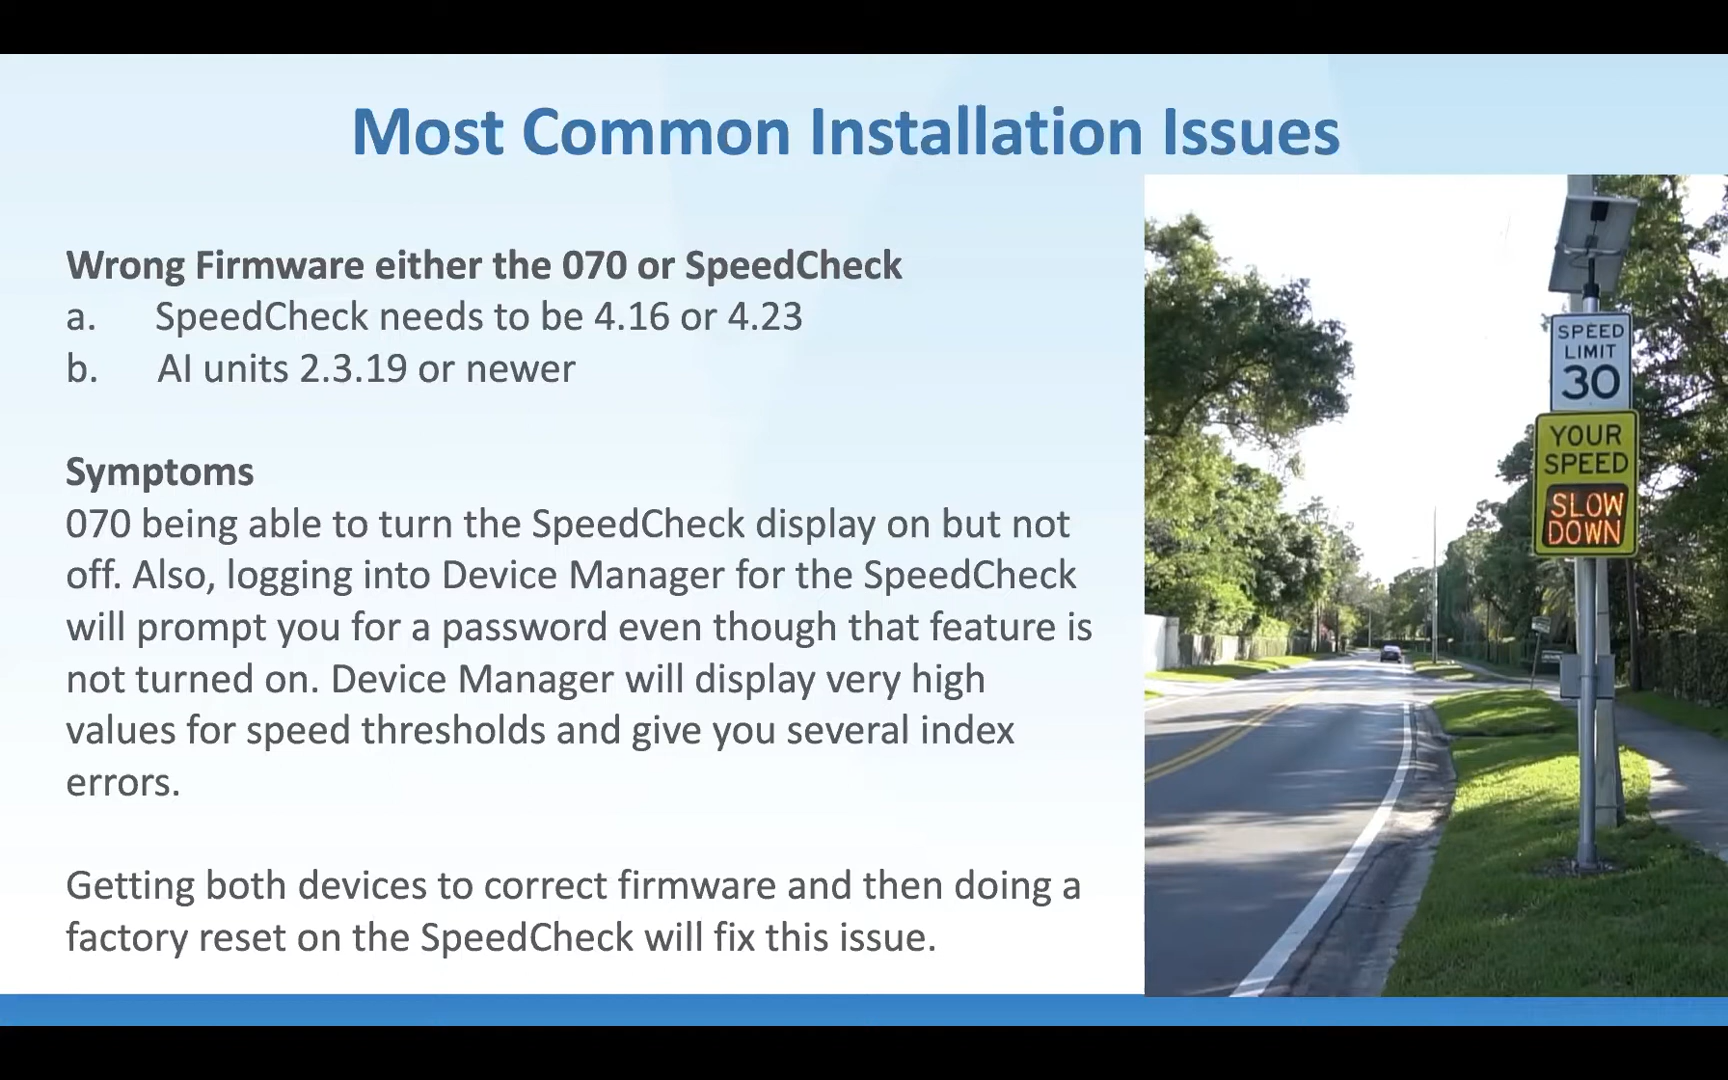 Most Common Installation Issues
Wrong Firmware either the 070 or SpeedCheck
a. SpeedCheck needs to be 4.16 or 4.23
b. AI units 2.3.19 or newer
Symptoms
070 being able to turn the SpeedCheck display on but not
off. Also, logging into Device Manager for the SpeedCheck
will prompt you for a password even though that feature is
not turned on. Device Manager will display very high
values for speed thresholds and give you several index
errors.
Getting both devices to correct firmware and then doing a
factory reset on the SpeedCheck will fix this issue.
SPEED
LIMIT
30
YOUR
SPEED
SLOW
DOWN